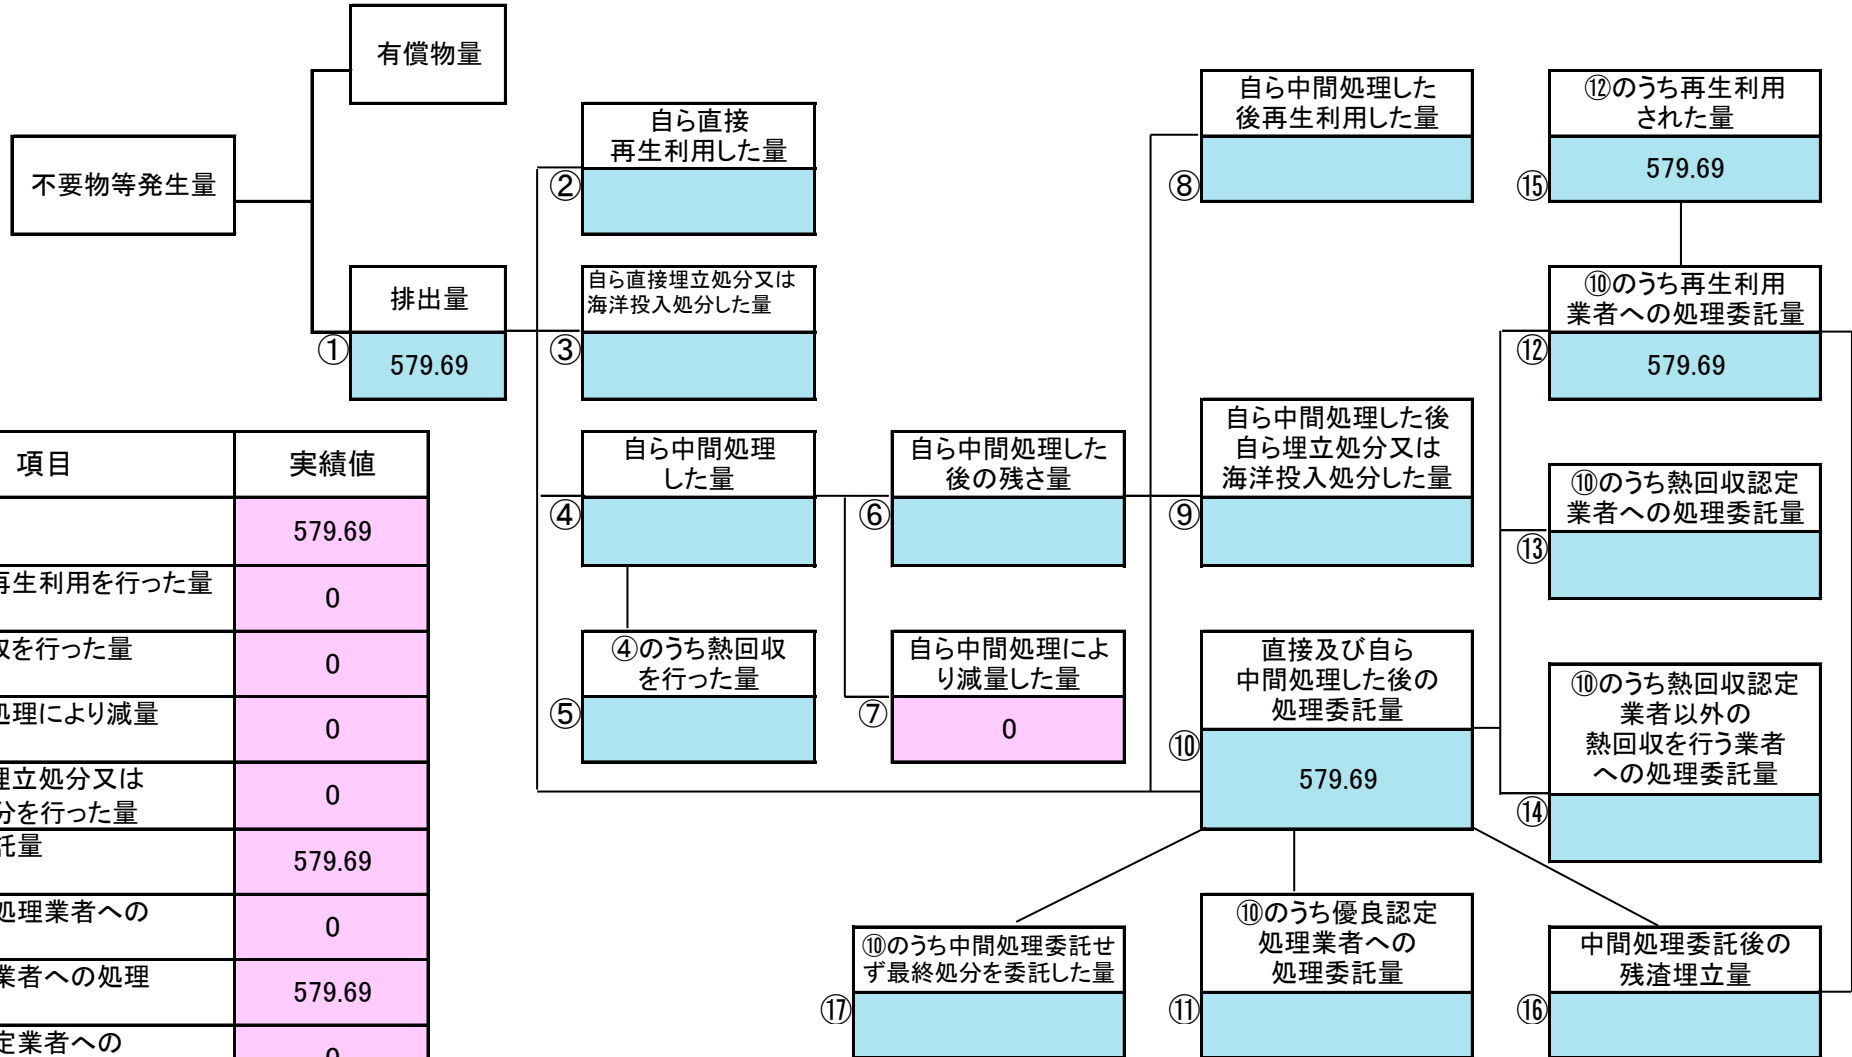 有償物量
不要物等発生量
排出量
①
579.69
自ら直接
再生利用した量
②
自ら直接埋立処分又は
海洋投入処分した量
③
自ら中間処理
した量
④
④のうち熱回収
を行った量
⑤
自ら中間処理した
後の残さ量
⑥
自ら中間処理によ
り減量した量
⑦
0
自ら中間処理した
後再生利用した量
⑧
自ら中間処理した後
自ら埋立処分又は
海洋投入処分した量
⑨
直接及び自ら
中間処理した後の
処理委託量
⑩
579.69
⑩のうち優良認定
処理業者への
処理委託量
⑪
⑫のうち再生利用
された量
⑮
579.69
⑩のうち再生利用
業者への処理委託量
⑫
579.69
⑩のうち熱回収認定
業者への処理委託量
⑬
⑩のうち熱回収認定
業者以外の
熱回収を行う業者
への処理委託量
⑭
中間処理委託後の
残渣埋立量
⑯
⑩のうち中間処理委託せ
ず最終処分を委託した量
⑰
項目 実績値
579.69
再生利用を行った量 0
を行った量 0
処理により減量 0
埋立処分又は
分を行った量 0
託量 579.69
処理業者への 0
業者への処理 579.69
定業者への 0